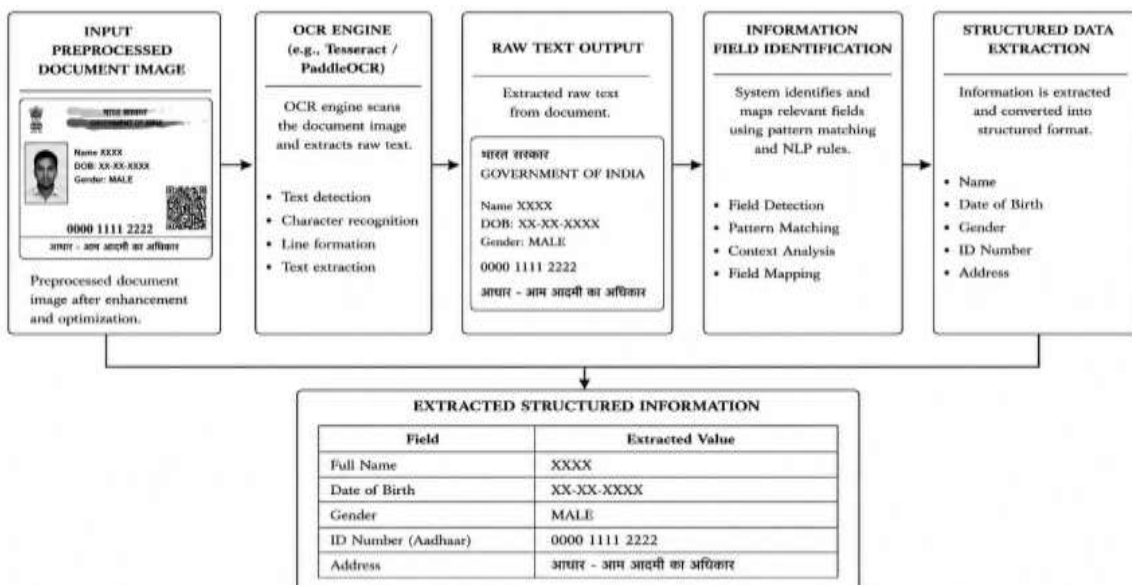 INPUT
PREPROCESSED
DOCUMENT IMAGE
भारत सरकार
GOVERNMENT OF INDIA
Name XXXX
DOB: XX-XX-XXXX
Gender: MALE
0000 1111 2222
आधार - आम आदमी का अधिकार
Preprocessed document
image after enhancement
and optimization.
OCR ENGINE
(e.g., Tesseract /
PaddleOCR)
OCR engine scans
the document image
and extracts raw text.
• Text detection
• Character recognition
• Line formation
• Text extraction
RAW TEXT OUTPUT
Extracted raw text
from document.
भारत सरकार
GOVERNMENT OF INDIA
Name XXXX
DOB: XX-XX-XXXX
Gender: MALE
0000 1111 2222
आधार - आम आदमी का अधिकार
INFORMATION
FIELD IDENTIFICATION
System identifies and
maps relevant fields
using pattern matching
and NLP rules.
• Field Detection
• Pattern Matching
• Context Analysis
• Field Mapping
STRUCTURED DATA
EXTRACTION
Information is extracted
and converted into
structured format.
• Name
• Date of Birth
• Gender
• ID Number
• Address
EXTRACTED STRUCTURED INFORMATION
Field Extracted Value
Full Name XXXX
Date of Birth XX-XX-XXXX
Gender MALE
ID Number (Aadhaar) 0000 1111 2222
Address आधार - आम आदमी का अधिकार